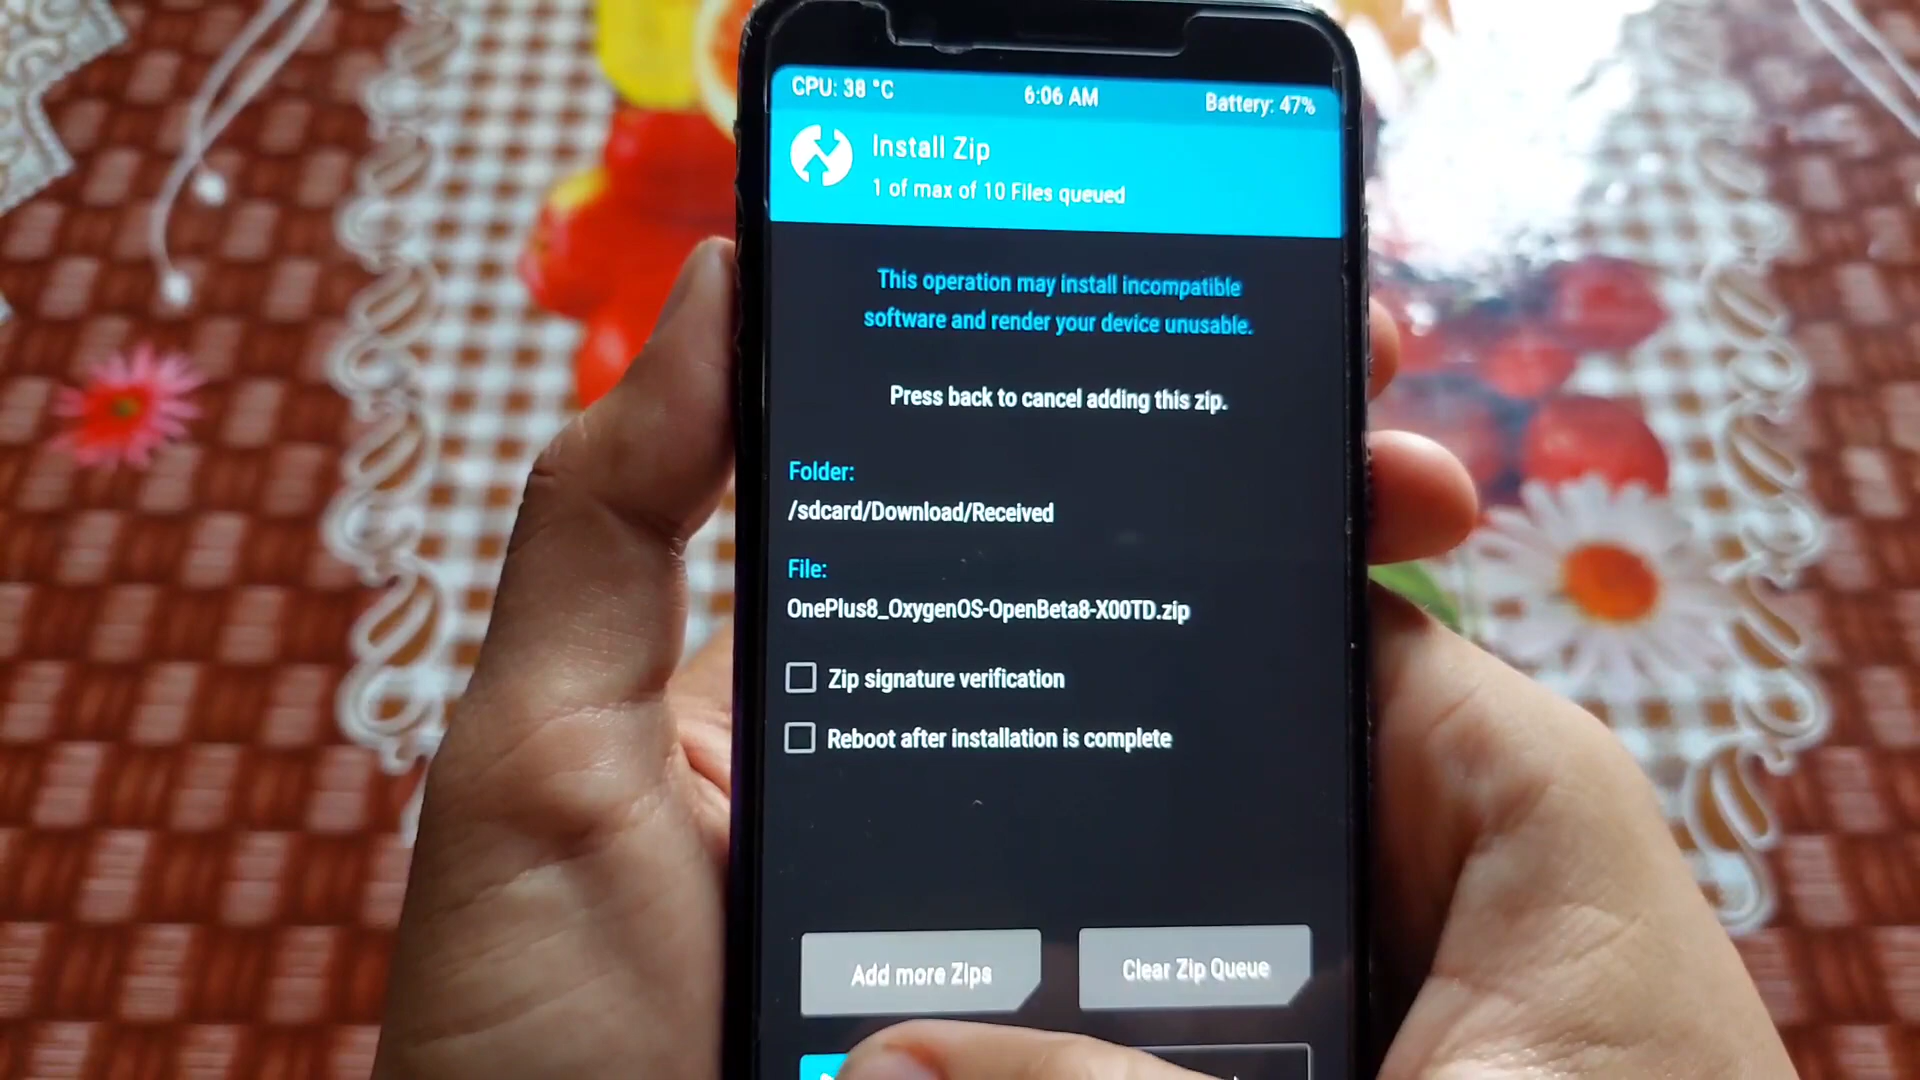 CPU: 38 °C 6:06 AM Battery: 47%
Install Zip
1 of max of 10 Files queued
This operation may install incompatible
software and render your device unusable.
Press back to cancel adding this zip.
Folder:
/sdcard/Download/Received
File:
OnePlus8_OxygenOS-OpenBeta8-X00TD.zip
Zip signature verification
Reboot after installation is complete
Add more Zips Clear Zip Queue